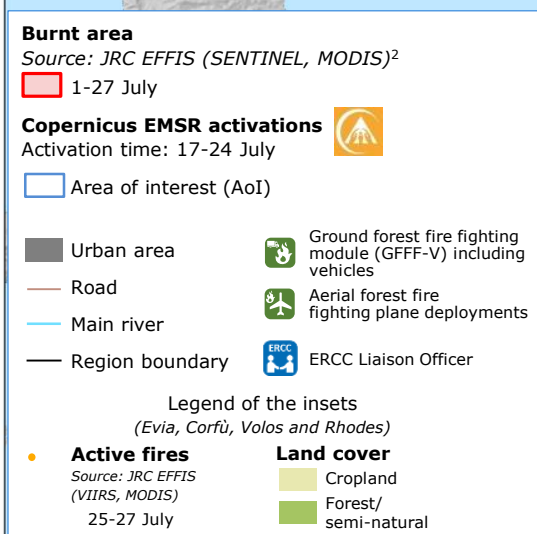 Burnt area
Source: JRC EFFIS (SENTINEL, MODIS)2
1-27 July
Copernicus EMSR activations
Activation time: 17-24 July
Area of interest (AoI)
Urban area
Road
Main river
Region boundary
Ground forest fire fighting
module (GFFF-V) including
vehicles
Aerial forest fire
fighting plane deployments
ERCC
ERCC Liaison Officer
Legend of the insets
(Evia, Corfù, Volos and Rhodes)
Active fires
Source: JRC EFFIS
(VIIRS, MODIS)
25-27 July
Land cover
Cropland
Forest/
semi-natural